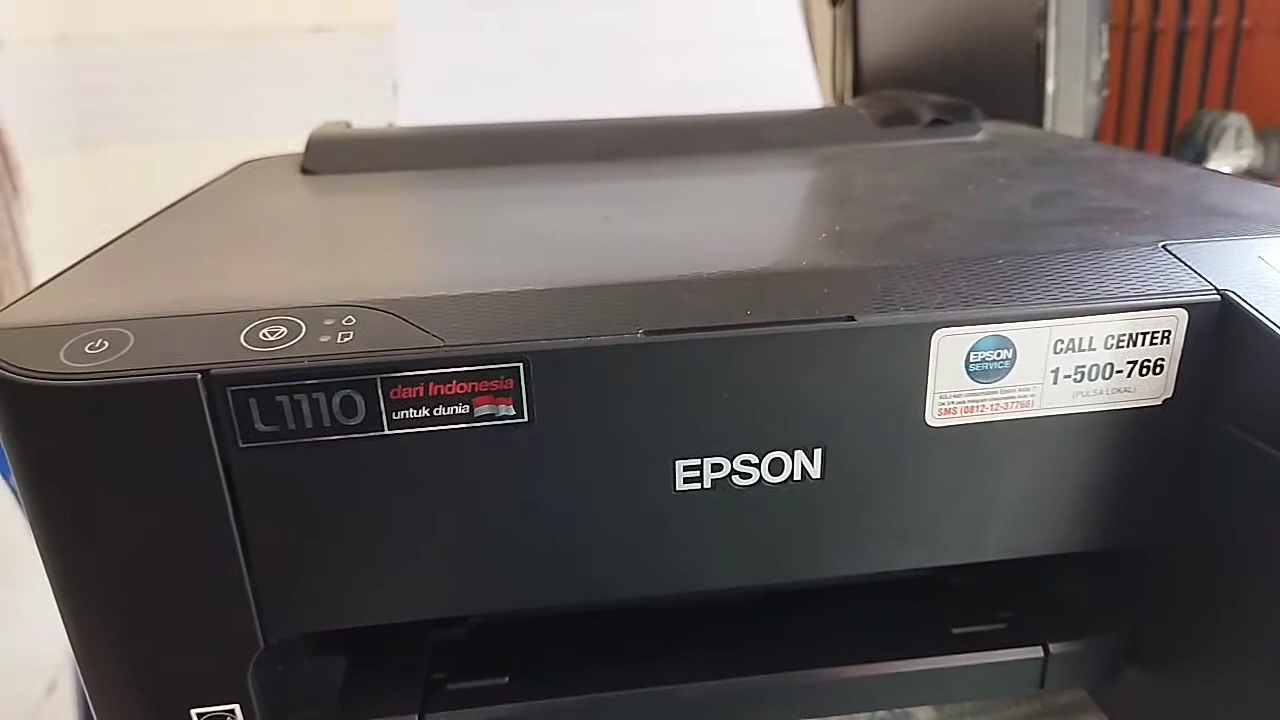 L1110
dari Indonesia
untuk dunia
EPSON
EPSON
SERVICE
SMS (0812-12-37766)
CALL CENTER
1-500-766
(PULSA LOKAL)